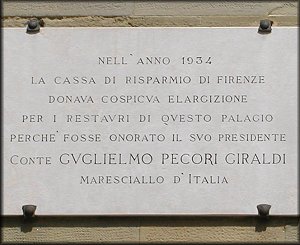 NELL'ANNO 1934
LA CASSA DI RISPARMIO DI FIRENZE
DONAVA COSPICVA ELARGIZIONE
PER I RESTAVRI DI QVESTO PALAGIO
PERCHE' FOSSE ONORATO IL SVO PRESIDENTE
CONTE GVGLIELMO PECORI GIRALDI
MARESCIALLO D'ITALIA